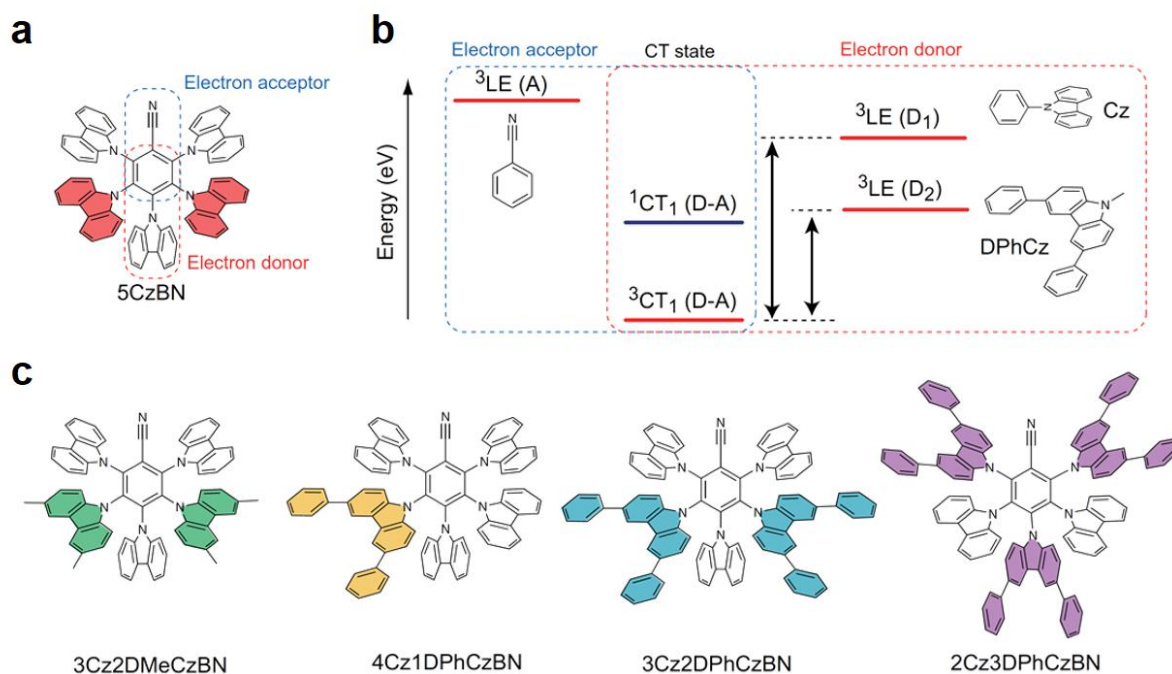 a
Electron acceptor
N
N
N
N
N
N
Electron donor
5CzBN
b
Electron acceptor
CT state
Electron donor
Energy (eV)
³LE (A)
N
¹CT₁ (D-A)
³CT₁ (D-A)
³LE (D₁)
N
Cz
³LE (D₂)
N
DPhCz
c
N
N
N
N
N
N
3Cz2DMeCzBN
N
N
N
N
N
N
4Cz1DPhCzBN
N
N
N
N
N
N
3Cz2DPhCzBN
N
N
N
N
N
N
2Cz3DPhCzBN